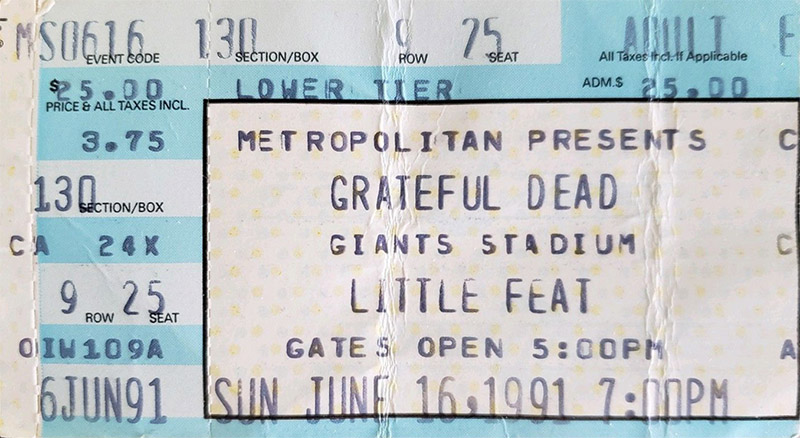 MS0616 130 9 25 ADULT E
EVENT CODE SECTION/BOX ROW SEAT All Taxes Incl. If Applicable
$25.00 LOWER TIER ADM.$ 25.00
PRICE & ALL TAXES INCL.
3.75 METROPOLITAN PRESENTS C
130 GRATEFUL DEAD
SECTION/BOX
CA 24X GIANTS STADIUM C
9 25 LITTLE FEAT
ROW SEAT
0IW109A GATES OPEN 5:00PM A
6JUN91 SUN JUNE 16,1991 7:00PM